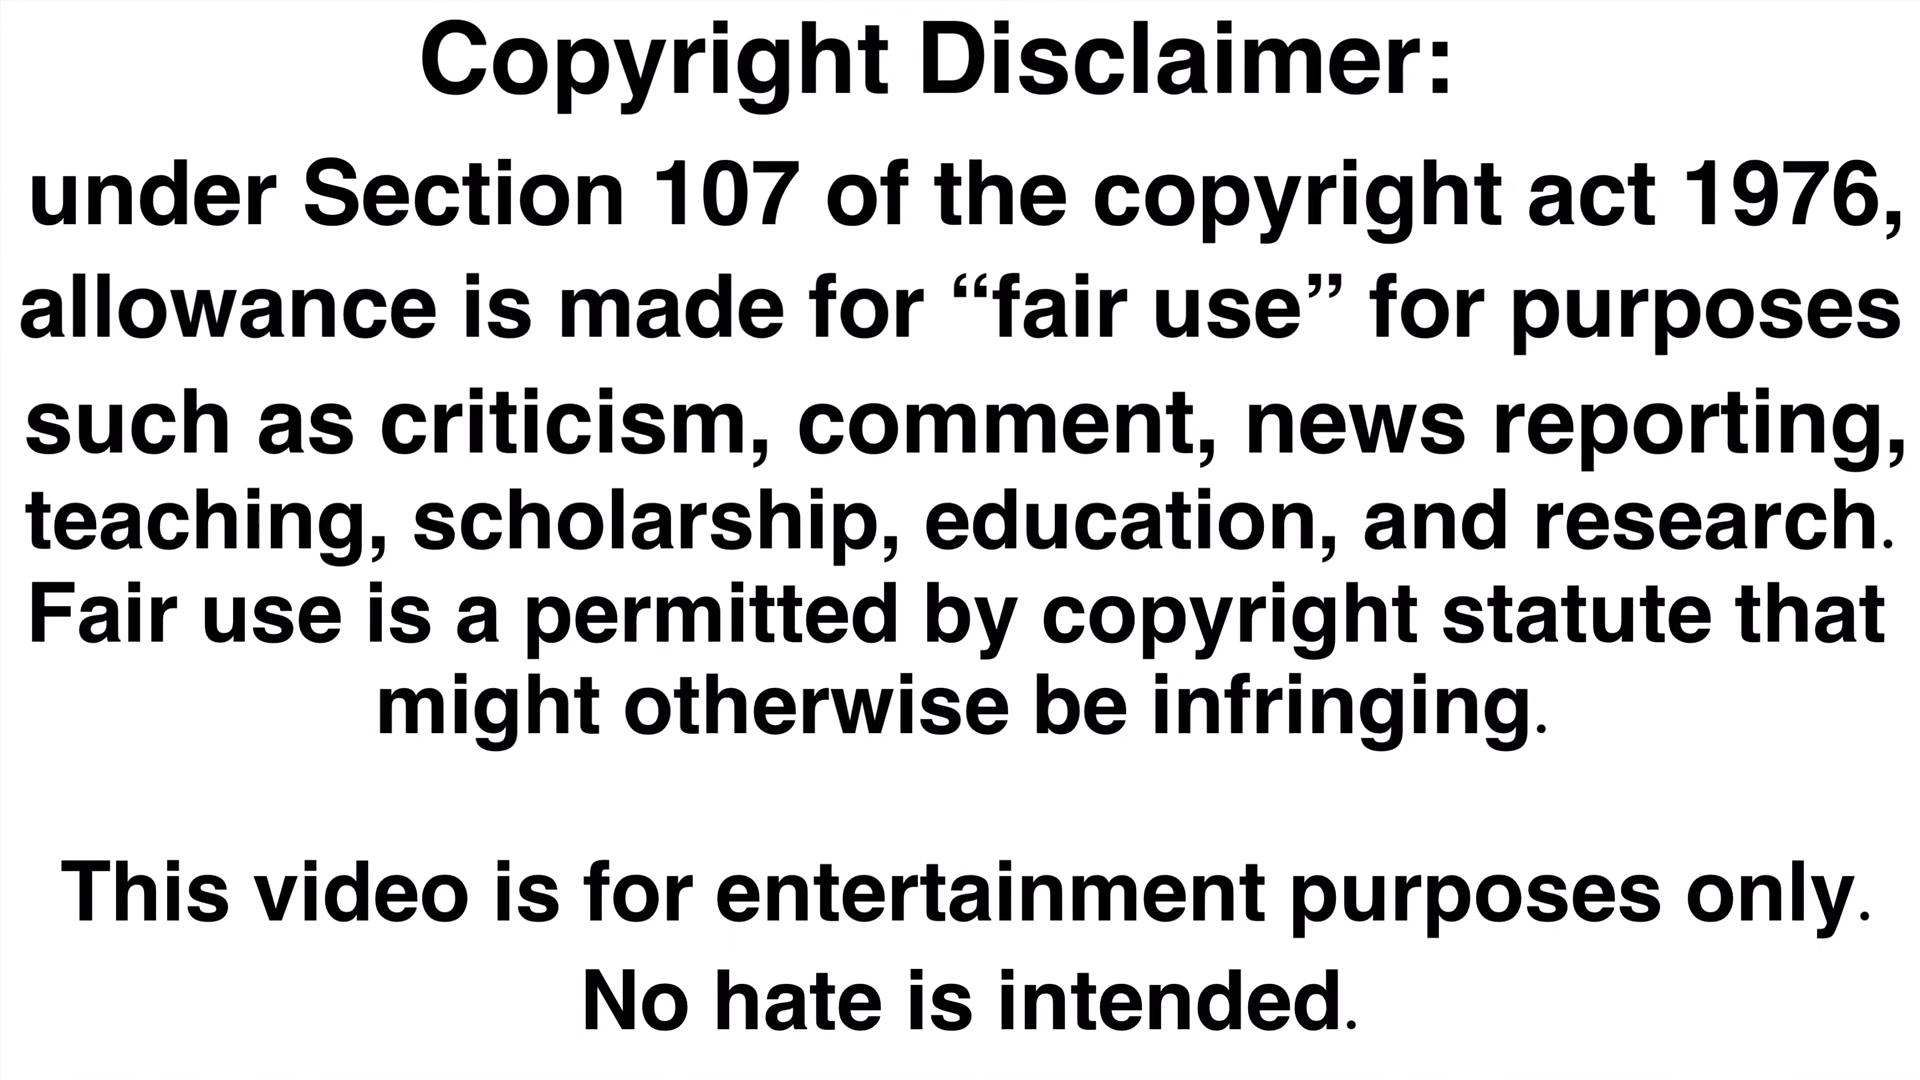 Copyright Disclaimer:
under Section 107 of the copyright act 1976,
allowance is made for “fair use” for purposes
such as criticism, comment, news reporting,
teaching, scholarship, education, and research.
Fair use is a permitted by copyright statute that
might otherwise be infringing.
This video is for entertainment purposes only.
No hate is intended.